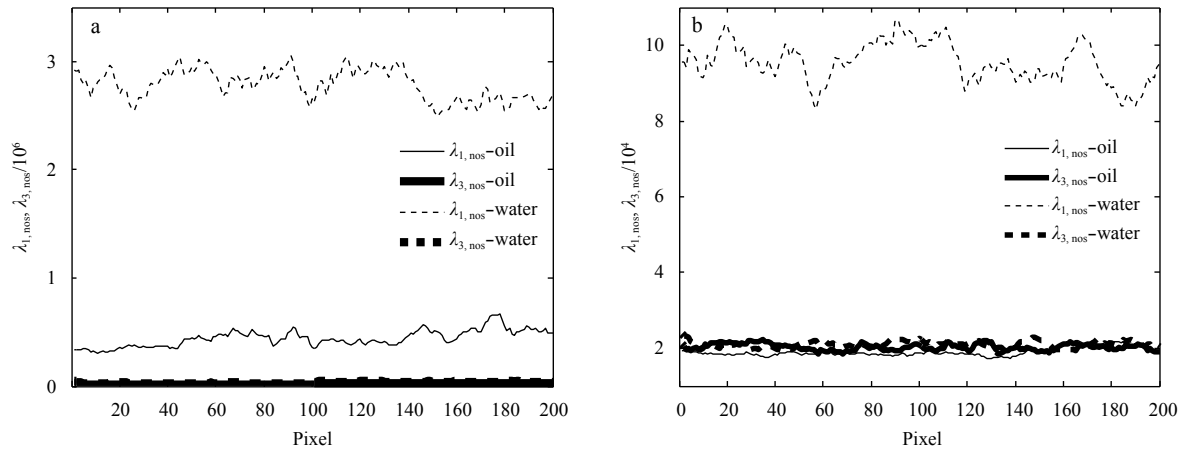 a
3
2
1
0
λ1, nos, λ3, nos/10⁶
λ1, nos–oil
λ3, nos–oil
λ1, nos–water
λ3, nos–water
20 40 60 80 100 120 140 160 180 200
Pixel
b
10
8
6
4
2
λ1, nos, λ3, nos/10⁴
λ1, nos–oil
λ3, nos–oil
λ1, nos–water
λ3, nos–water
0 20 40 60 80 100 120 140 160 180 200
Pixel